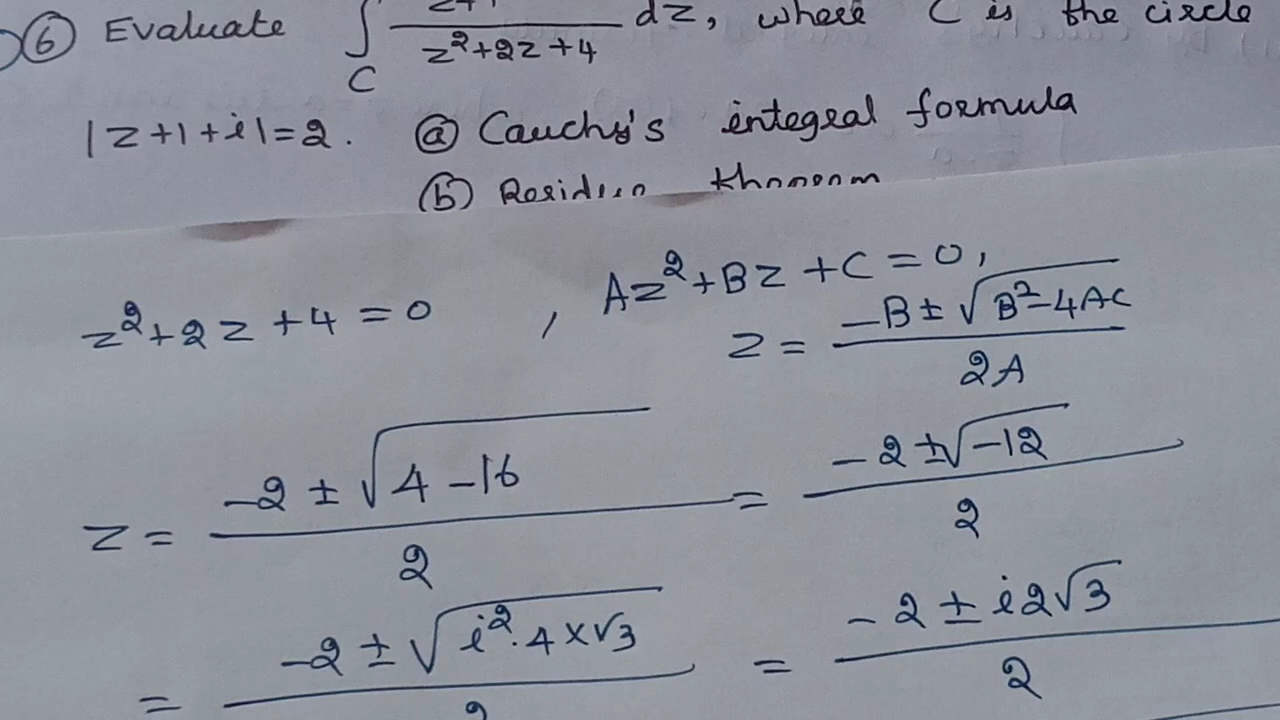 ⑥ Evaluate ∫_C z+1/(z²+2z+4) dz, where C is the circle
|z+1+i|=2. ⓐ Cauchy's integral formula
ⓑ
z²+2z+4=0 , Az²+Bz+C=0,
z = (-B±√(B²-4AC))/2A
z = (-2±√(4-16))/2 = (-2±√(-12))/2
= (-2±√(i².4×√3))/2 = (-2±i2√3)/2